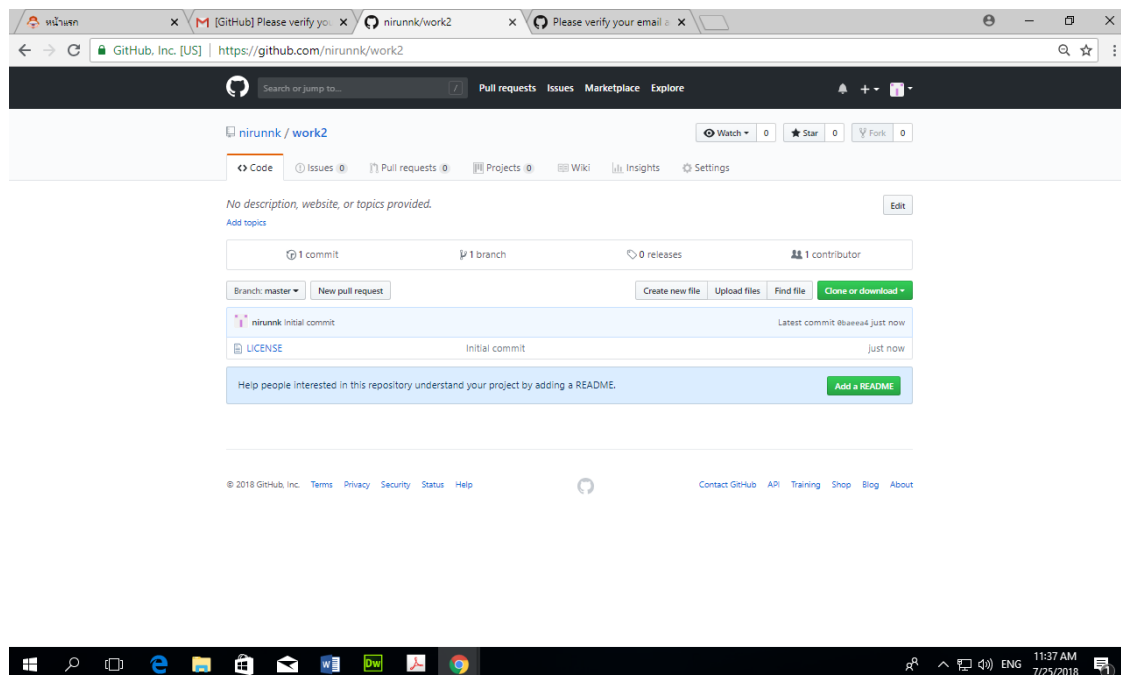 หน้าแรก
[GitHub] Please verify you
nirunnk/work2
Please verify your email a
GitHub, Inc. [US] | https://github.com/nirunnk/work2
Search or jump to... / Pull requests Issues Marketplace Explore
nirunnk / work2 Watch 0 Star 0 Fork 0
Code Issues 0 Pull requests 0 Projects 0 Wiki Insights Settings
No description, website, or topics provided. Edit
Add topics
1 commit 1 branch 0 releases 1 contributor
Branch: master New pull request Create new file Upload files Find file Clone or download
nirunnk Initial commit Latest commit 0baeea4 just now
LICENSE Initial commit just now
Help people interested in this repository understand your project by adding a README. Add a README
© 2018 GitHub, Inc. Terms Privacy Security Status Help Contact GitHub API Training Shop Blog About
Dw
ENG 11:37 AM
7/25/2018
1